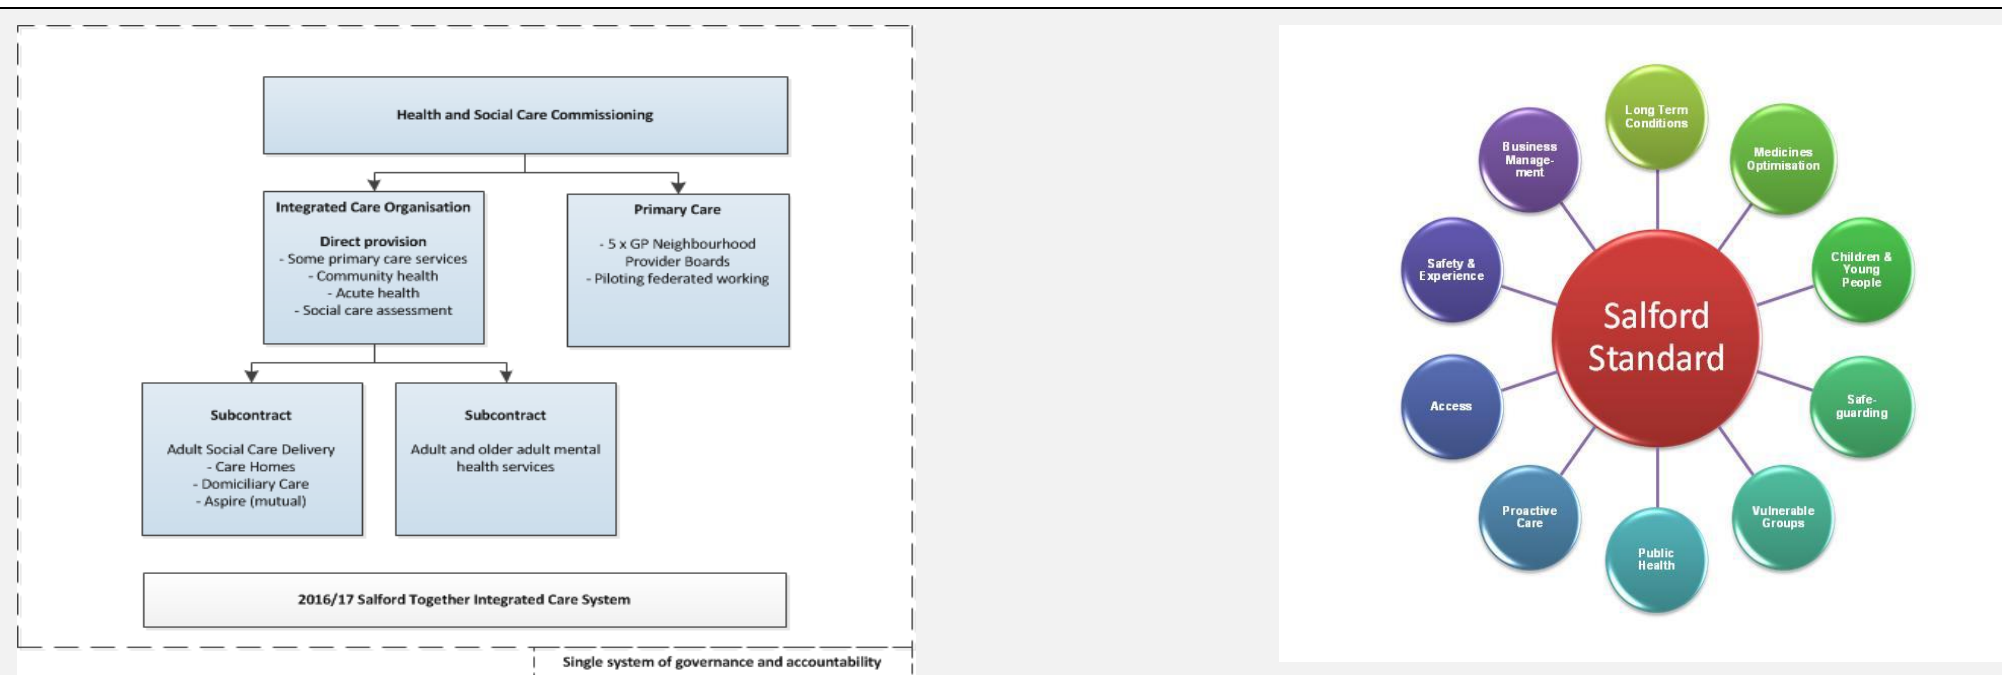 Health and Social Care Commissioning
Integrated Care Organisation
Direct provision
- Some primary care services
- Community health
- Acute health
- Social care assessment
Primary Care
- 5 x GP Neighbourhood
Provider Boards
- Piloting federated working
Subcontract
Adult Social Care Delivery
- Care Homes
- Domiciliary Care
- Aspire (mutual)
Subcontract
Adult and older adult mental
health services
2016/17 Salford Together Integrated Care System
Single system of governance and accountability
Salford
Standard
Long Term
Conditions
Medicines
Optimisation
Children &
Young
People
Safe-
guarding
Vulnerable
Groups
Public
Health
Proactive
Care
Access
Safety &
Experience
Business
Manage-
ment